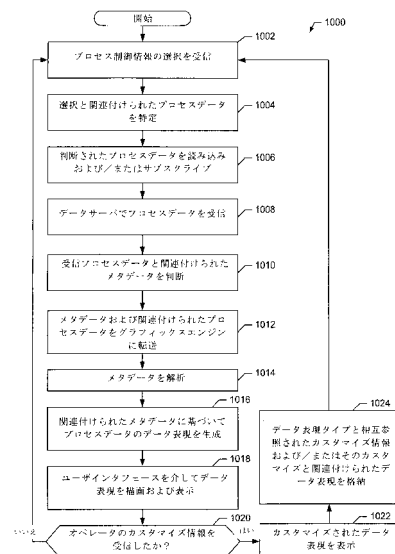 開始
1000
1002
プロセス制御情報の選択を受信
1004
選択と関連付けられたプロセスデータ
を特定
1006
判断されたプロセスデータを読み込み
および/またはサブスクライブ
1008
データサーバでプロセスデータを受信
1010
受信プロセスデータと関連付けられた
メタデータを判断
1012
メタデータおよび関連付けられたプロ
セスデータをグラフィックスエンジン
に転送
1014
メタデータを解析
1016
関連付けられたメタデータに基づいて
プロセスデータのデータ表現を生成
1018
ユーザインタフェースを介してデータ
表現を描画および表示
1020
いいえ
オペレータのカスタマイズ情報を
受信したか?
はい
1022
カスタマイズされたデータ
表現を表示
1024
データ表現タイプと相互参
照されたカスタマイズ情報
および/またはそのカスタ
マイズと関連付けられたデ
ータ表現を格納